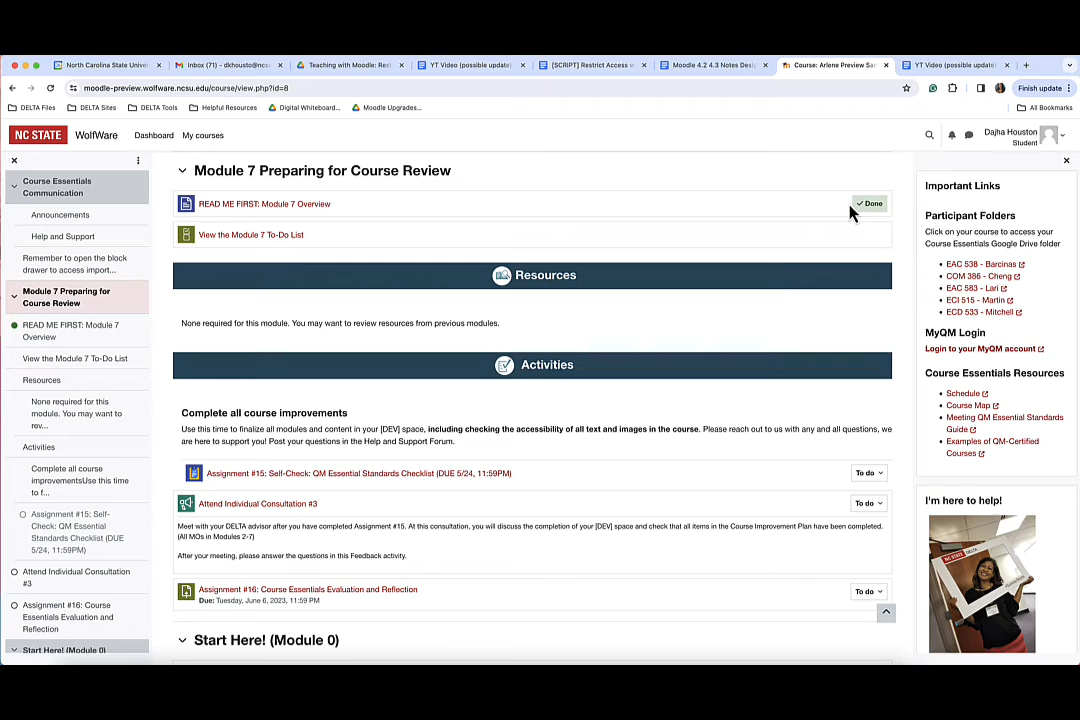 North Carolina State Univer
Inbox (71) - dkhousto@ncsu
Teaching with Moodle: Rest
YT Video (possible update)
[SCRIPT] Restrict Access w
Moodle 4.2 4.3 Notes Desi
Course: Arlene Preview San
YT Video (possible update)
moodle-preview.wolfware.ncsu.edu/course/view.php?id=8
Finish update
DELTA Files
DELTA Sites
DELTA Tools
Helpful Resources
Digital Whiteboard...
Moodle Upgrades...
All Bookmarks
NC STATE
WolfWare
Dashboard
My courses
Dajha Houston
Student
Course Essentials
Communication
Announcements
Help and Support
Remember to open the block
drawer to access import...
Module 7 Preparing for
Course Review
READ ME FIRST: Module 7
Overview
View the Module 7 To-Do List
Resources
None required for this
module. You may want to
rev...
Activities
Complete all course
improvementsUse this time
to f...
Assignment #15: Self-
Check: QM Essential
Standards Checklist (DUE
5/24, 11:59PM)
Attend Individual Consultation
#3
Assignment #16: Course
Essentials Evaluation and
Reflection
Start Here! (Module 0)
Module 7 Preparing for Course Review
READ ME FIRST: Module 7 Overview
Done
View the Module 7 To-Do List
Resources
None required for this module. You may want to review resources from previous modules.
Activities
Complete all course improvements
Use this time to finalize all modules and content in your [DEV] space, including checking the accessibility of all text and images in the course. Please reach out to us with any and all questions, we
are here to support you! Post your questions in the Help and Support Forum.
Assignment #15: Self-Check: QM Essential Standards Checklist (DUE 5/24, 11:59PM)
To do
Attend Individual Consultation #3
To do
Meet with your DELTA advisor after you have completed Assignment #15. At this consultation, you will discuss the completion of your [DEV] space and check that all items in the Course Improvement Plan have been completed.
(All MOs in Modules 2-7)
After your meeting, please answer the questions in this Feedback activity.
Assignment #16: Course Essentials Evaluation and Reflection
To do
Due: Tuesday, June 6, 2023, 11:59 PM
Start Here! (Module 0)
Important Links
Participant Folders
Click on your course to access your
Course Essentials Google Drive folder
EAC 538 - Barcinas
COM 386 - Cheng
EAC 583 - Lari
ECI 515 - Martin
ECD 533 - Mitchell
MyQM Login
Login to your MyQM account
Course Essentials Resources
Schedule
Course Map
Meeting QM Essential Standards
Guide
Examples of QM-Certified
Courses
I'm here to help!